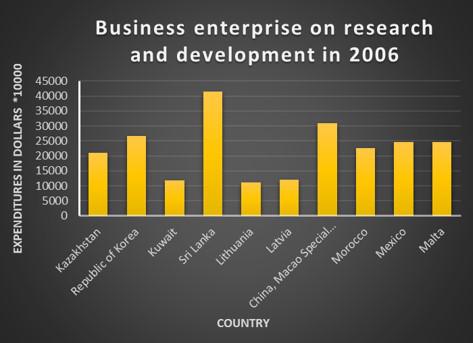 Business enterprise on research
and development in 2006
EXPENDITURES IN DOLLARS *10000
45000
40000
35000
30000
25000
20000
15000
10000
5000
0
Kazakhstan
Republic of Korea
Kuwait
Sri Lanka
Lithuania
Latvia
China, Macao Special...
Morocco
Mexico
Malta
COUNTRY